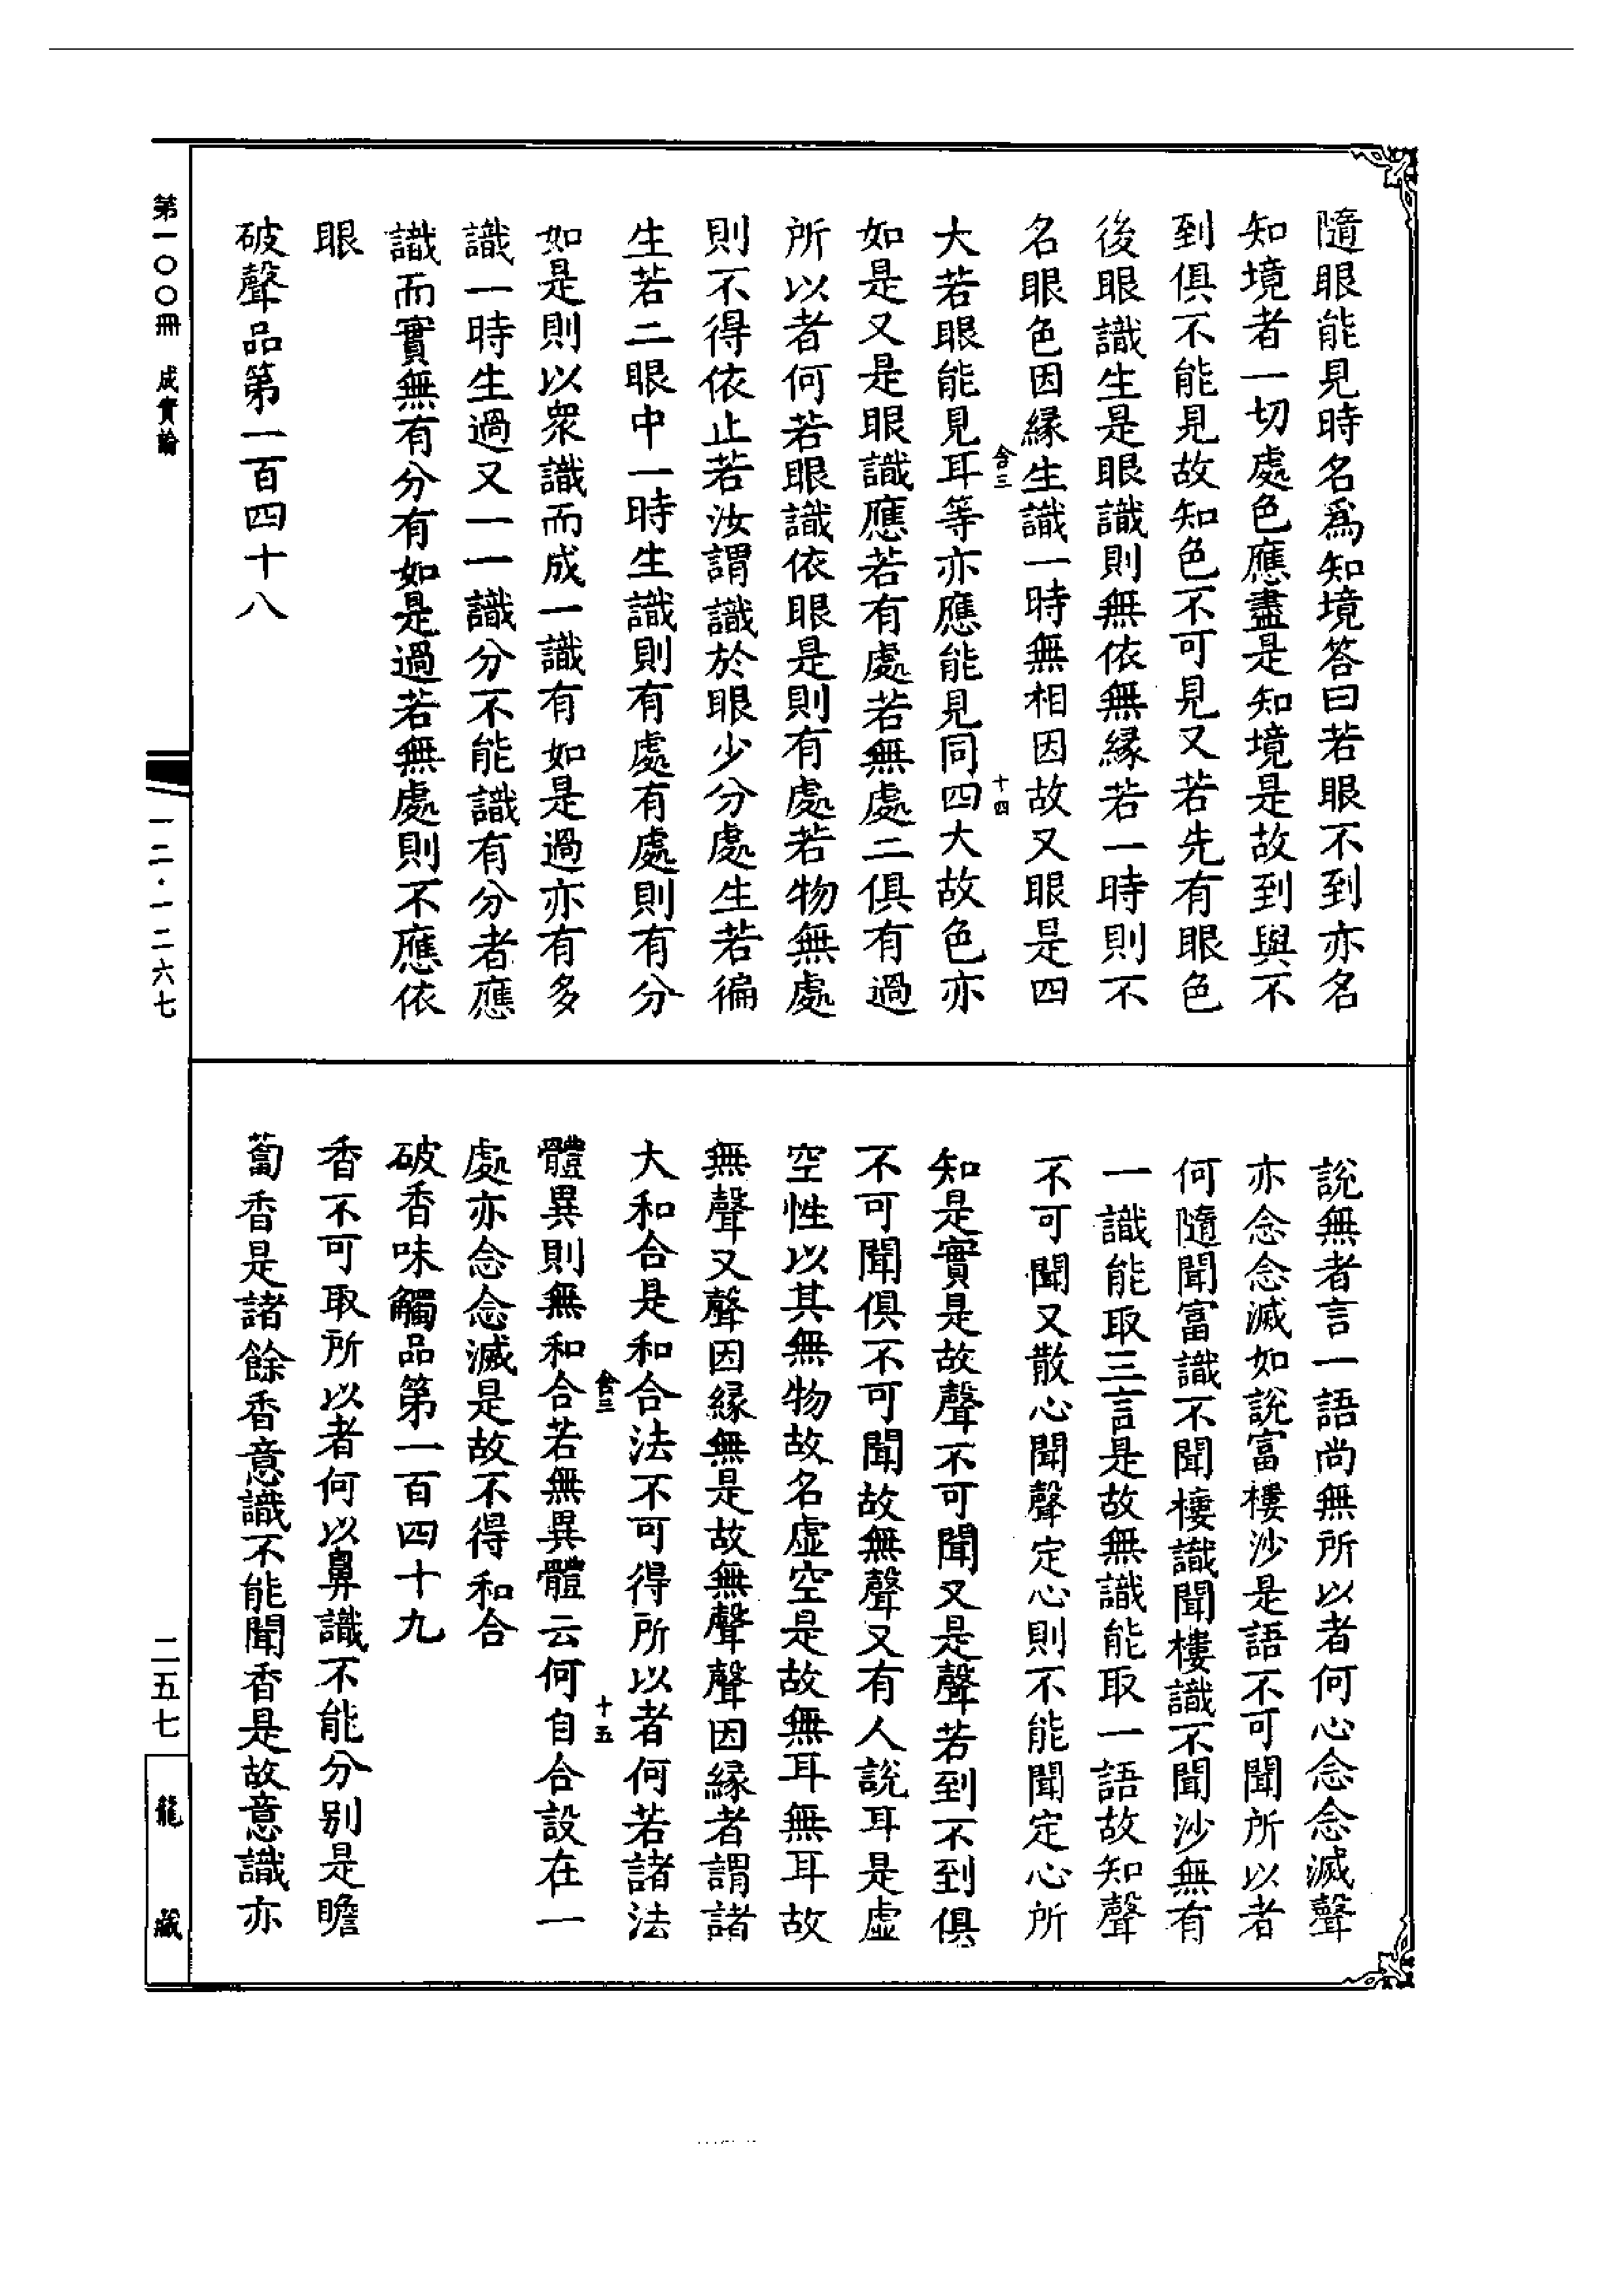 隨眼能見時名爲知境答曰若眼不到亦名
知境者一切處色應盡是知境是故到與不
到俱不能見故知色不可見又若先有眼色
後眼識生是眼識則無依無縁若一時則不
名眼色因縁生識一時無相因故又眼是四
含三 十四
大若眼能見耳等亦應能見同四大故色亦
如是又是眼識應若有處若無處二俱有過
所以者何若眼識依眼是則有處若物無處
則不得依止若汝謂識於眼少分處生若徧
生若二眼中一時生識則有處有處則有分
如是則以衆識而成一識有如是過亦有多
識一時生過又一一識分不能識有分者應
識而實無有分有如是過若無處則不應依
眼
破聲品第一百四十八
說無者言一語尚無所以者何心念念滅聲
亦念念滅如說富樓沙是語不可聞所以者
何隨聞富識不聞樓識聞樓識不聞沙無有
一識能取三言是故無識能取一語故知聲
不可聞又散心聞聲定心則不能聞定心所
知是實是故聲不可聞又是聲若到不到俱
不可聞俱不可聞故無聲又有人說耳是虛
空性以其無物故名虛空是故無耳無耳故
無聲又聲因縁無是故無聲聲因縁者謂諸
大和合是和合法不可得所以者何若諸法
含三 十五
體異則無和合若無異體云何自合設在一
處亦念念滅是故不得和合
破香味觸品第一百四十九
香不可取所以者何以鼻識不能分別是瞻
蔔香是諸餘香意識不能聞香是故意識亦
第一〇〇冊 成實論
一二·一二六七
二五七
龍藏